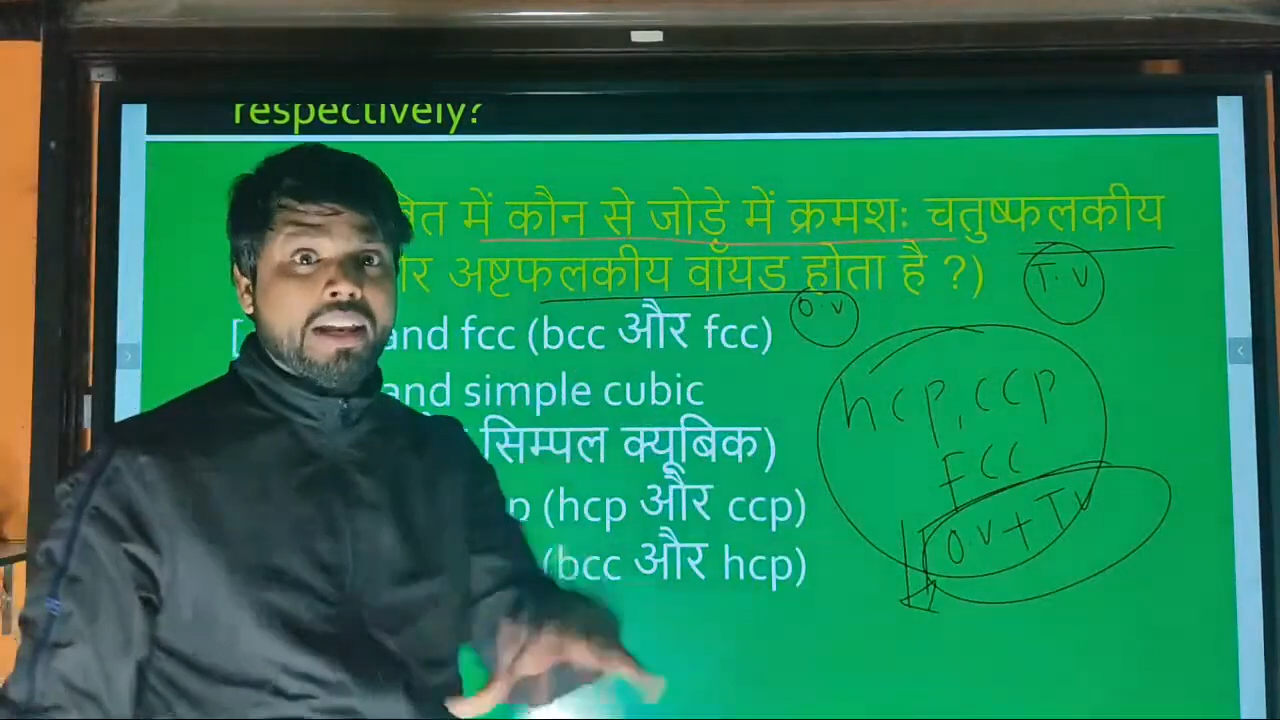 respectively?
में कौन से जोड़े में क्रमशः चतुष्फलकीय
अष्टफलकीय वॉयड होता है ?)
T.V
O.V
and fcc (bcc और fcc)
and simple cubic
सिम्पल क्यूबिक)
(hcp और ccp)
(bcc और hcp)
hcp, ccp
FCC
O.V + TV